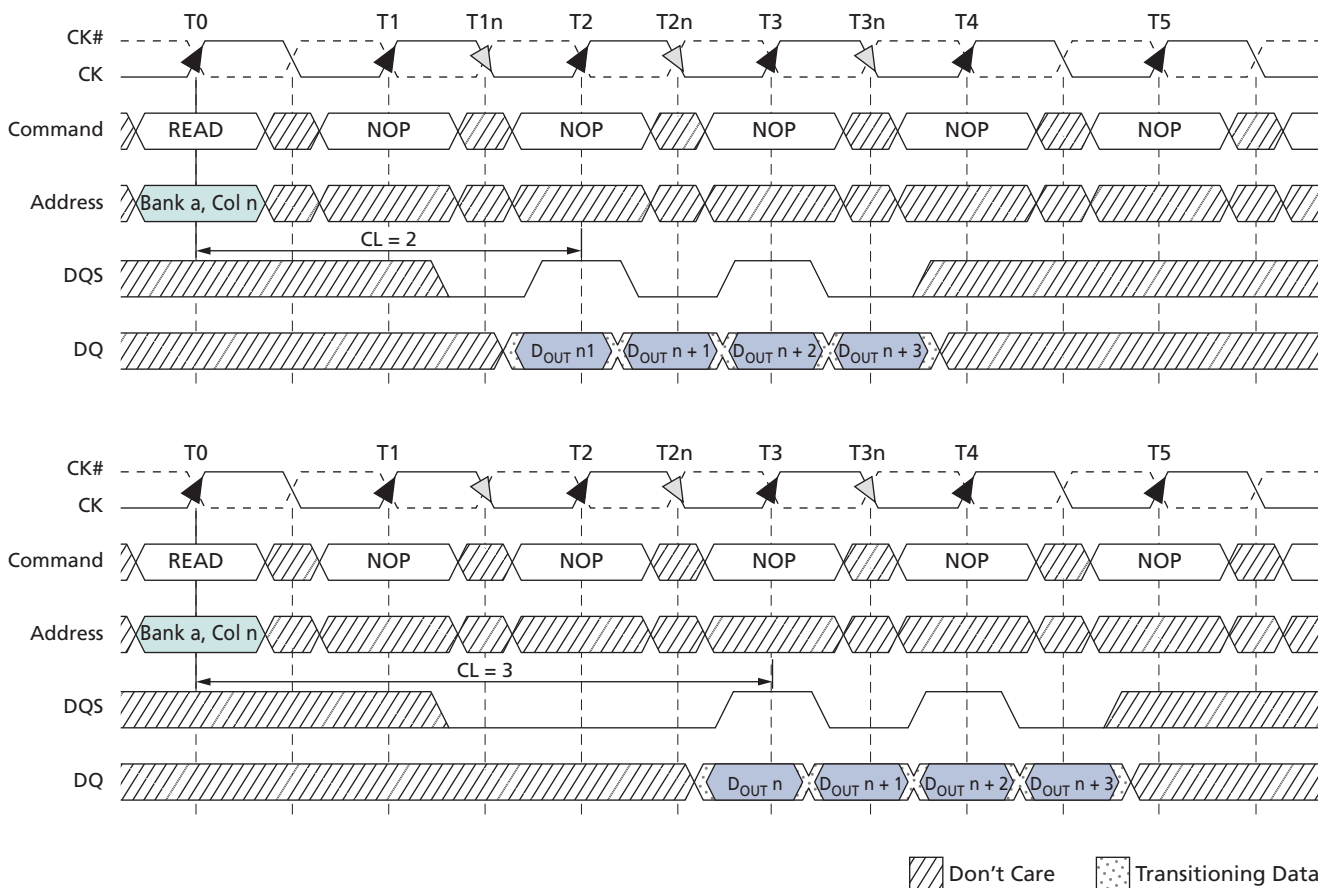 T0 T1 T1n T2 T2n T3 T3n T4 T5
CK#
CK
Command READ NOP NOP NOP NOP NOP
Address Bank a, Col n
CL = 2
DQS
DQ DOUT n1 DOUT n + 1 DOUT n + 2 DOUT n + 3
T0 T1 T2 T2n T3 T3n T4 T5
CK#
CK
Command READ NOP NOP NOP NOP NOP
Address Bank a, Col n
CL = 3
DQS
DQ DOUT n DOUT n + 1 DOUT n + 2 DOUT n + 3
Don't Care Transitioning Data